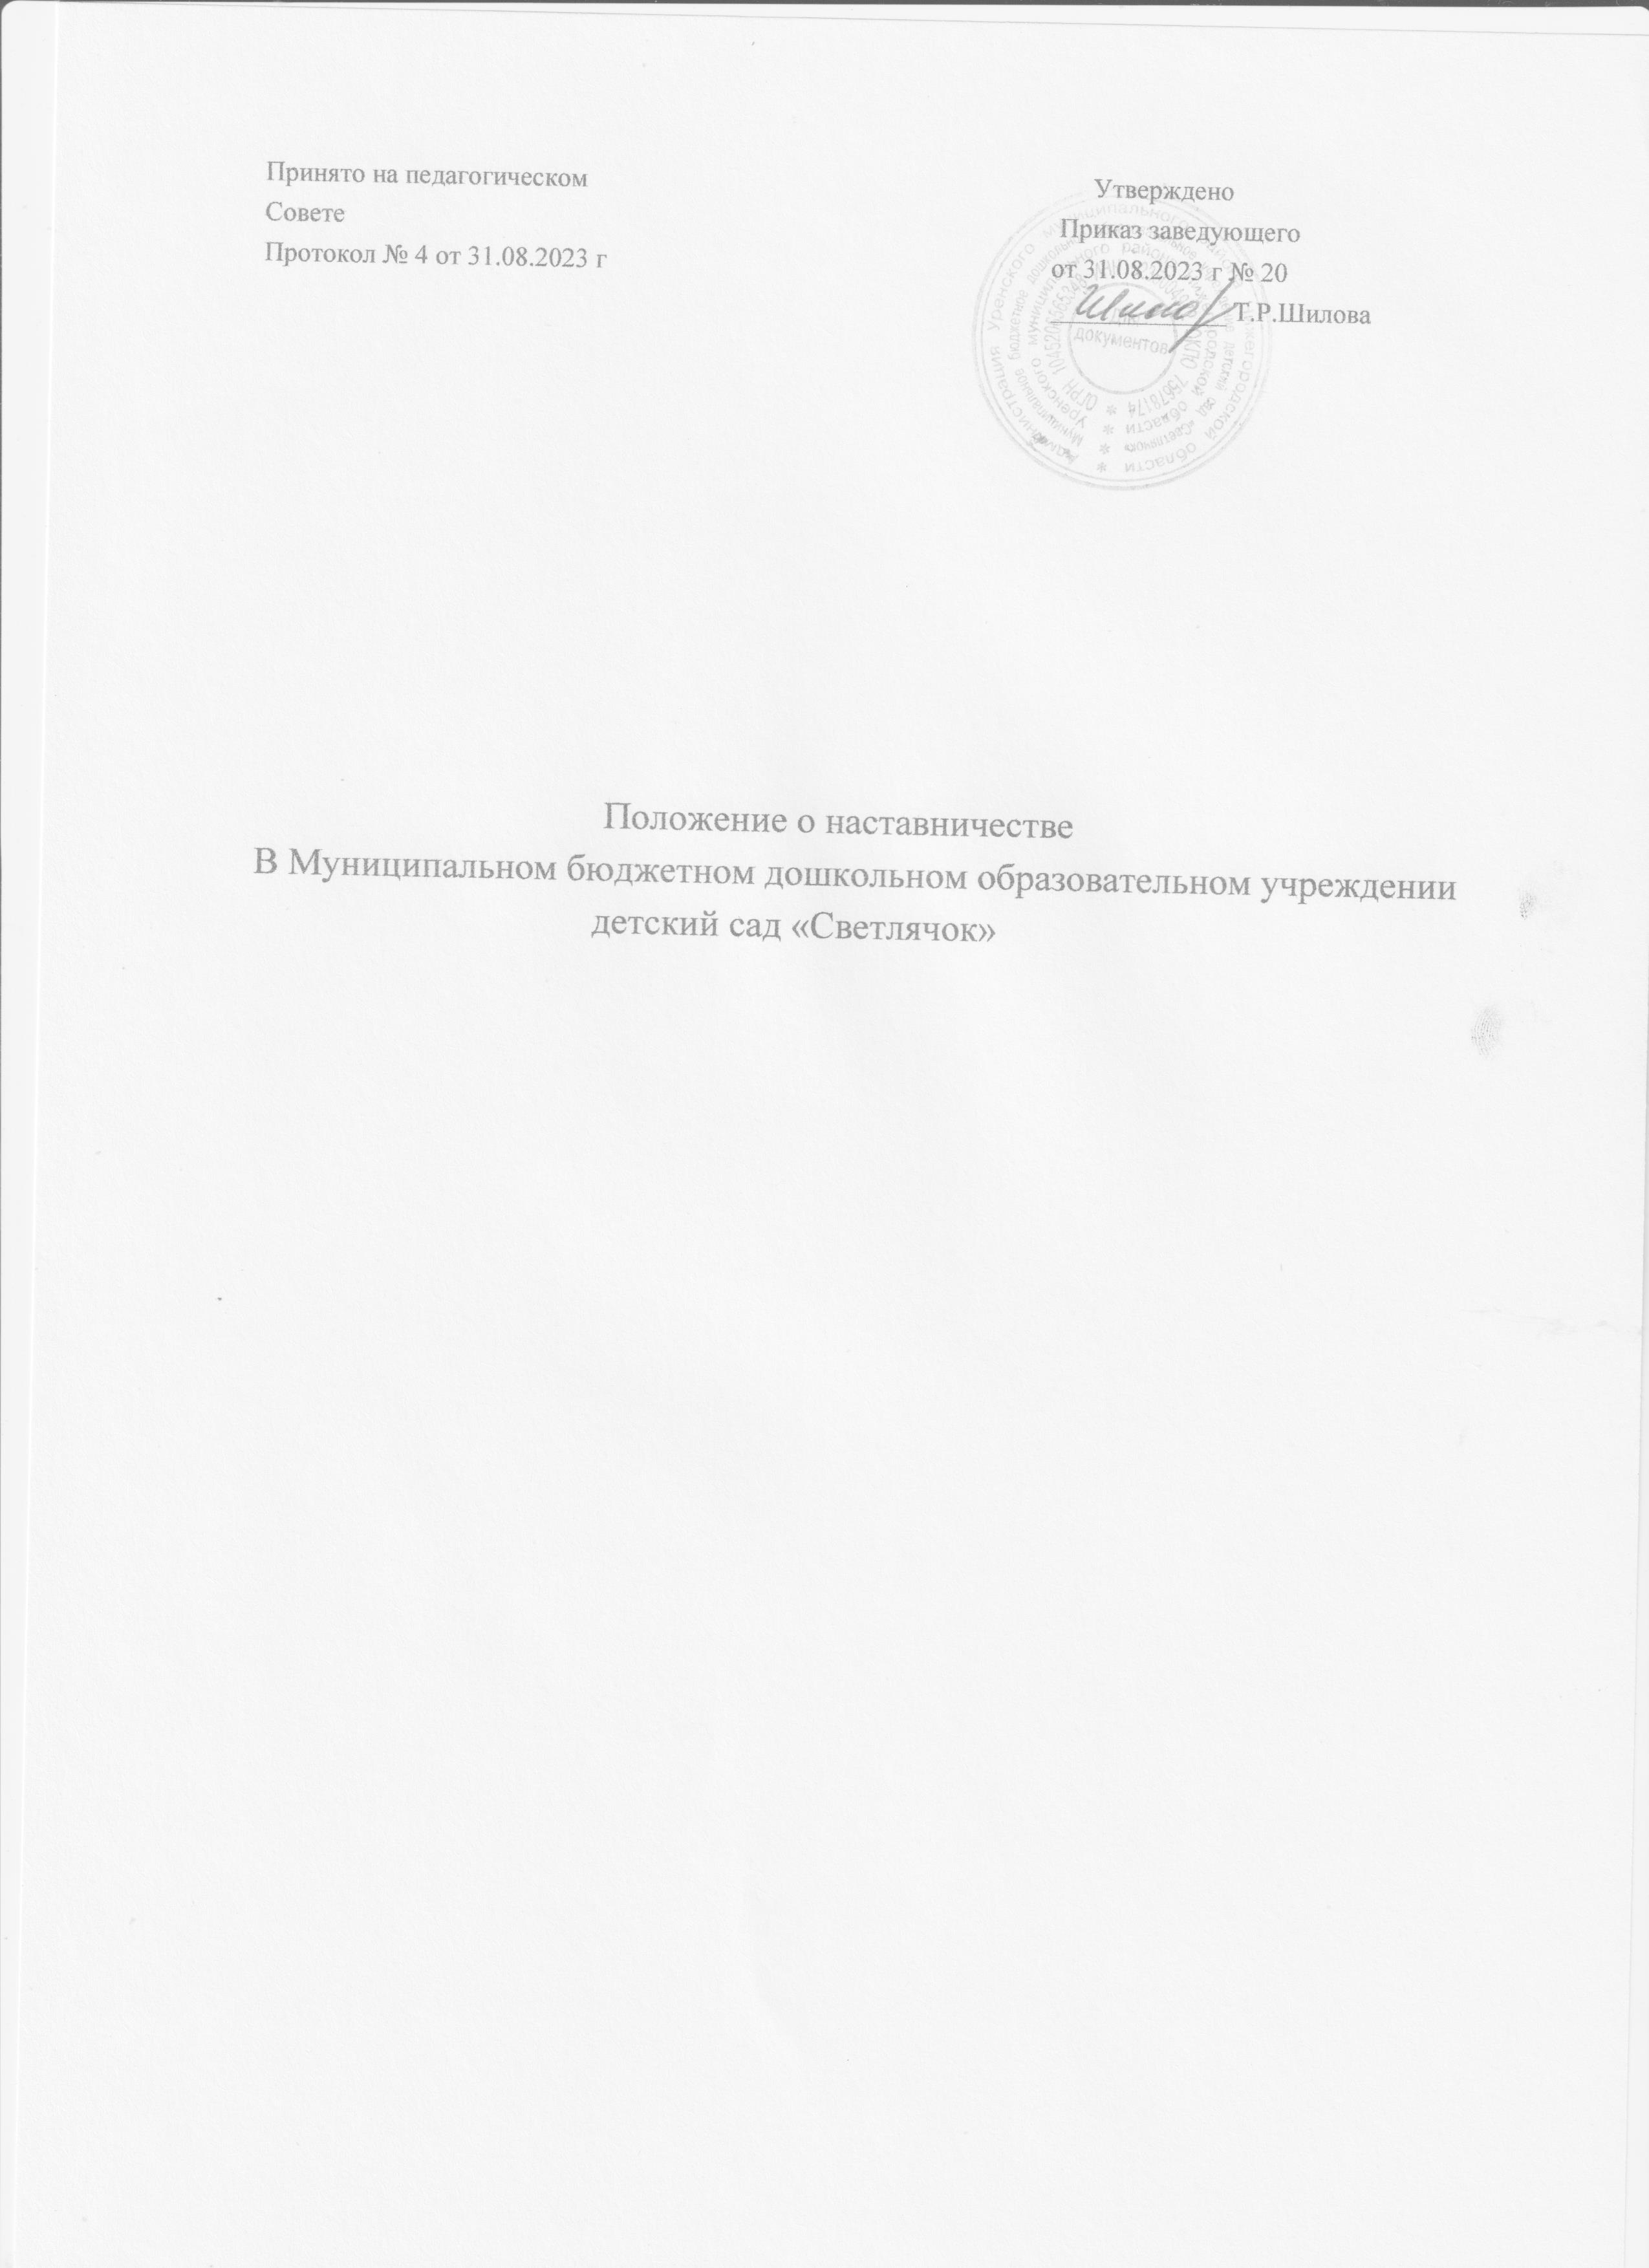 Принято на педагогическом
Совете
Протокол № 4 от 31.08.2023 г
Утверждено
Приказ заведующего
от 31.08.2023 г № 20
Т.Р.Шилова
документов
Положение о наставничестве
В Муниципальном бюджетном дошкольном образовательном учреждении
детский сад «Светлячок»